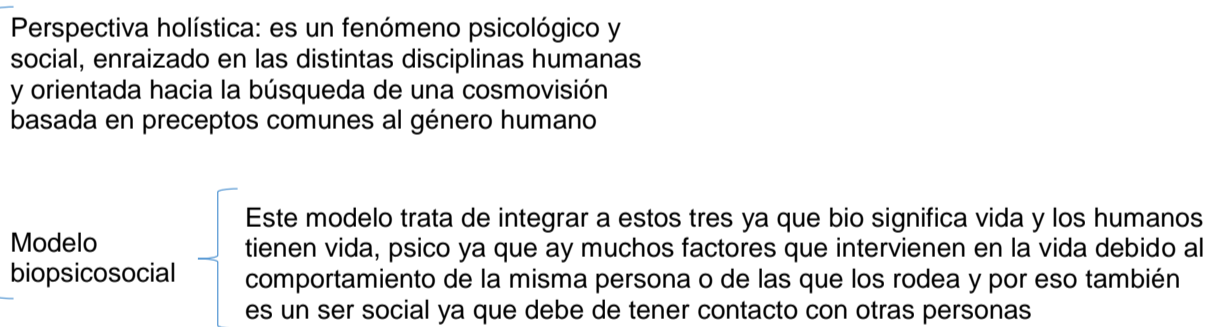 Perspectiva holística: es un fenómeno psicológico y
social, enraizado en las distintas disciplinas humanas
y orientada hacia la búsqueda de una cosmovisión
basada en preceptos comunes al género humano
Modelo
biopsicosocial
Este modelo trata de integrar a estos tres ya que bio significa vida y los humanos
tienen vida, psico ya que ay muchos factores que intervienen en la vida debido al
comportamiento de la misma persona o de las que los rodea y por eso también
es un ser social ya que debe de tener contacto con otras personas